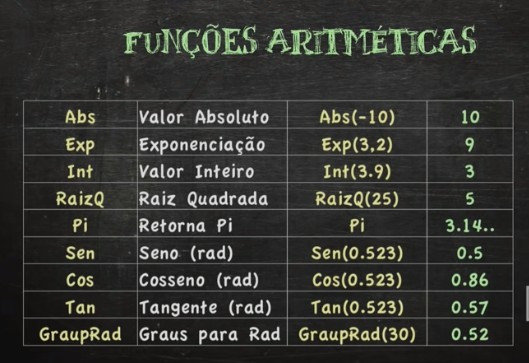 FUNÇÕES ARITMÉTICAS
Abs Valor Absoluto Abs(-10) 10
Exp Exponenciação Exp(3,2) 9
Int Valor Inteiro Int(3.9) 3
RaizQ Raiz Quadrada RaizQ(25) 5
Pi Retorna Pi Pi 3.14..
Sen Seno (rad) Sen(0.523) 0.5
Cos Cosseno (rad) Cos(0.523) 0.86
Tan Tangente (rad) Tan(0.523) 0.57
GraupRad Graus para Rad GraupRad(30) 0.52